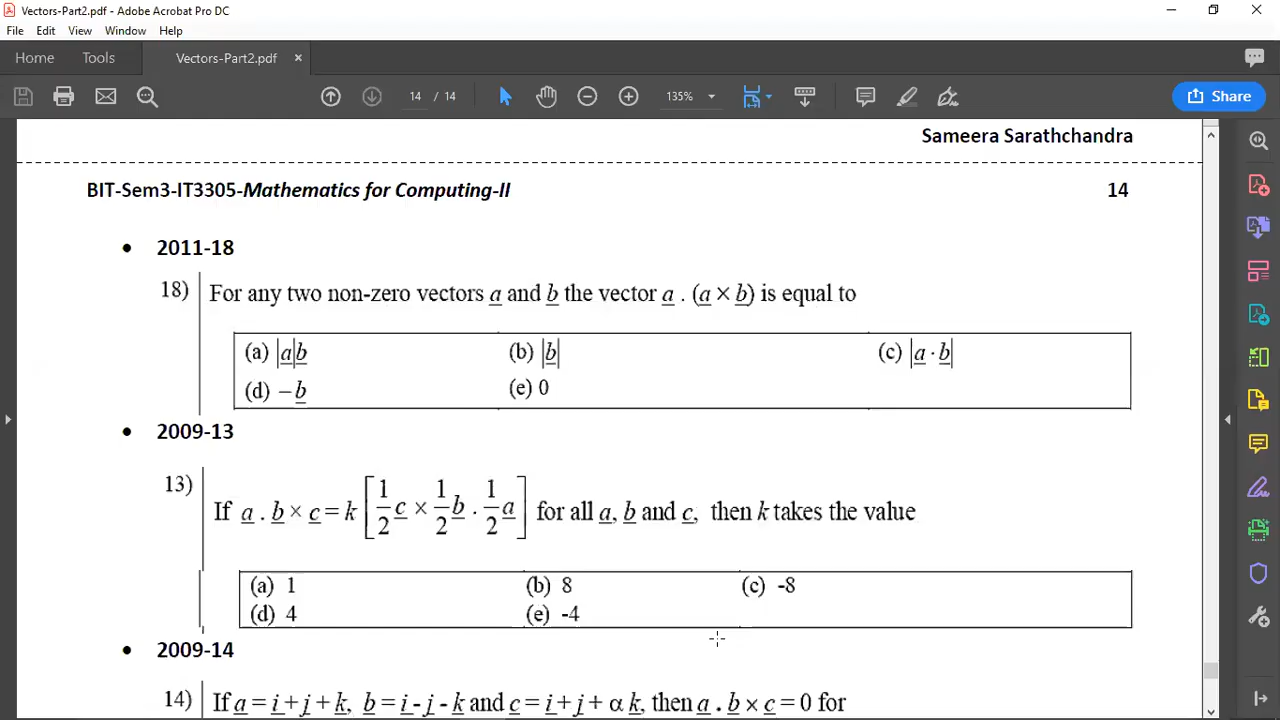 Vectors-Part2.pdf - Adobe Acrobat Pro DC
File Edit View Window Help
Home Tools Vectors-Part2.pdf ×
14 / 14 135% Share
Sameera Sarathchandra
BIT-Sem3-IT3305-Mathematics for Computing-II 14
• 2011-18
18) For any two non-zero vectors a and b the vector a . (a × b) is equal to
(a) |a|b (b) |b| (c) |a · b|
(d) – b (e) 0
• 2009-13
13) If a . b × c = k [1/2 c × 1/2 b . 1/2 a] for all a, b and c, then k takes the value
(a) 1 (b) 8 (c) -8
(d) 4 (e) -4
• 2009-14
14) If a = i + j + k, b = i - j - k and c = i + j + α k, then a . b × c = 0 for